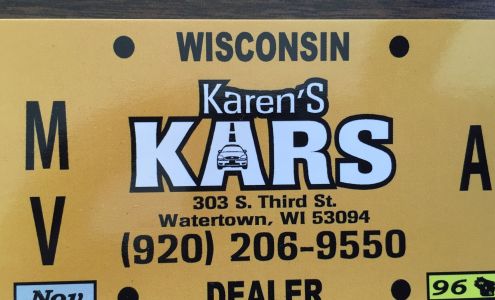 WISCONSIN
Karen'S
KARS
M
V
A
303 S. Third St.
Watertown, WI 53094
(920) 206-9550
Nov
DEALER
96